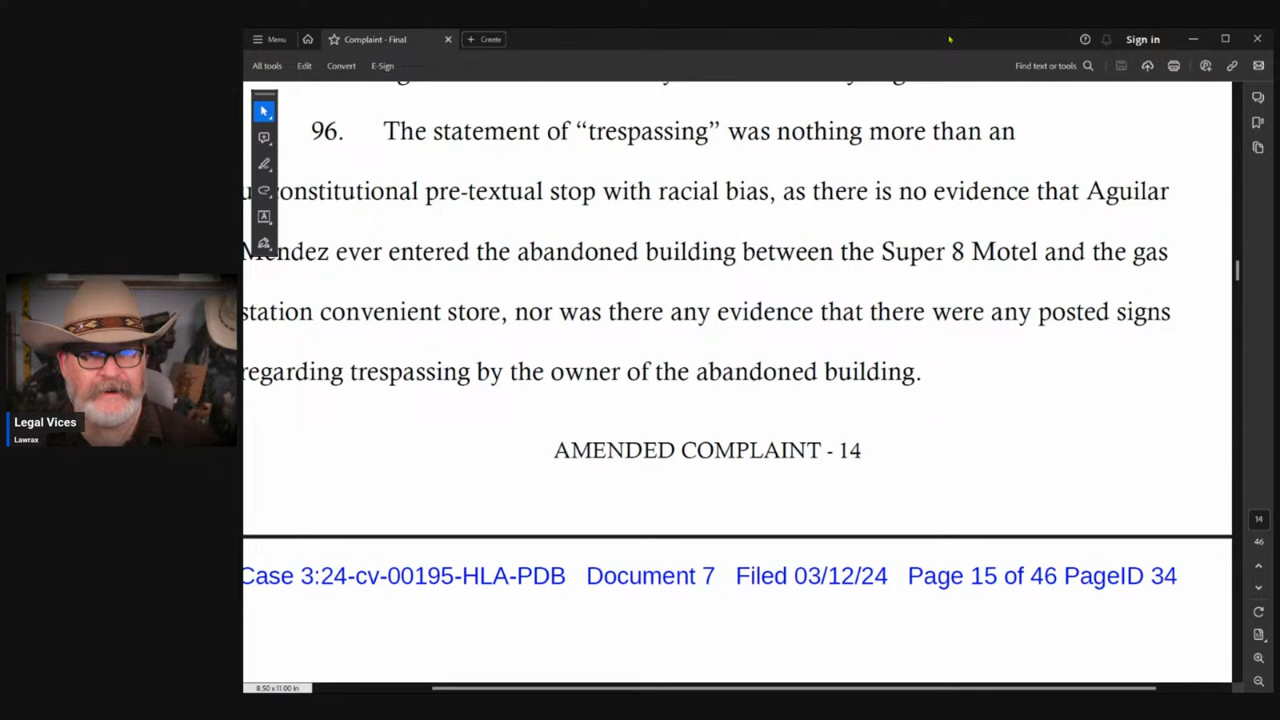 Menu
Complaint - Final
Create
Sign in
All tools
Edit
Convert
E-Sign
Find text or tools
96. The statement of “trespassing” was nothing more than an
constitutional pre-textual stop with racial bias, as there is no evidence that Aguilar
Mendez ever entered the abandoned building between the Super 8 Motel and the gas
station convenient store, nor was there any evidence that there were any posted signs
regarding trespassing by the owner of the abandoned building.
AMENDED COMPLAINT - 14
Case 3:24-cv-00195-HLA-PDB Document 7 Filed 03/12/24 Page 15 of 46 PageID 34
Legal Vices
Lawrax
14
46
8.50 x 11.00 in